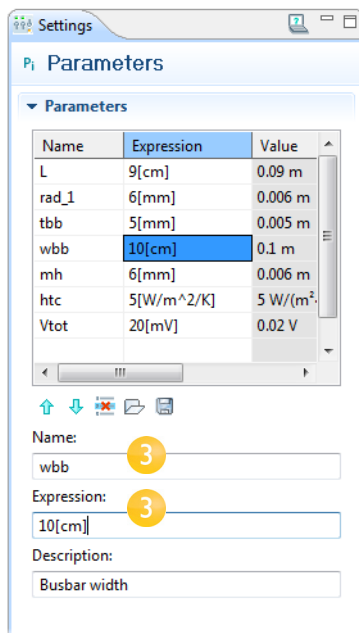 Settings
Pi Parameters
Parameters
Name Expression Value
L 9[cm] 0.09 m
rad_1 6[mm] 0.006 m
tbb 5[mm] 0.005 m
wbb 10[cm] 0.1 m
mh 6[mm] 0.006 m
htc 5[W/m^2/K] 5 W/(m²·
Vtot 20[mV] 0.02 V
Name:
3
wbb
Expression:
3
10[cm]
Description:
Busbar width